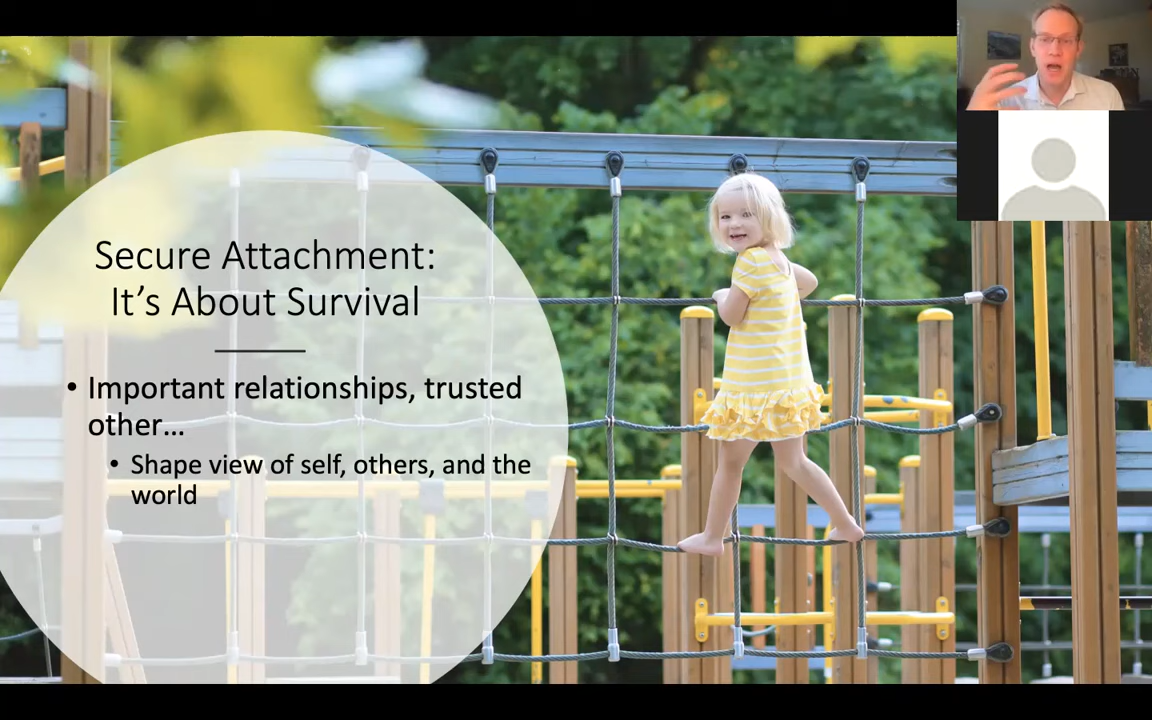 Secure Attachment:
It's About Survival
• Important relationships, trusted
other…
• Shape view of self, others, and the
world